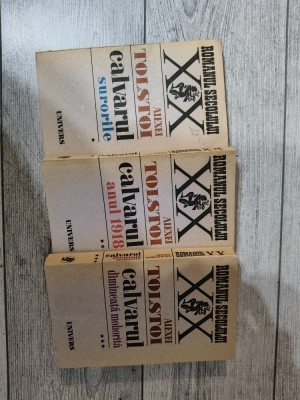 ROMANUL SECOLULUI
XX
ALEXEI
TOLSTOI
calvarul
surorile
*
UNIVERS
ROMANUL SECOLULUI
XX
ALEXEI
TOLSTOI
calvarul
anul 1918
**
UNIVERS
ROMANUL SECOLULUI
XX
ALEXEI
TOLSTOI
calvarul
dimineață mohorîtă
***
UNIVERS